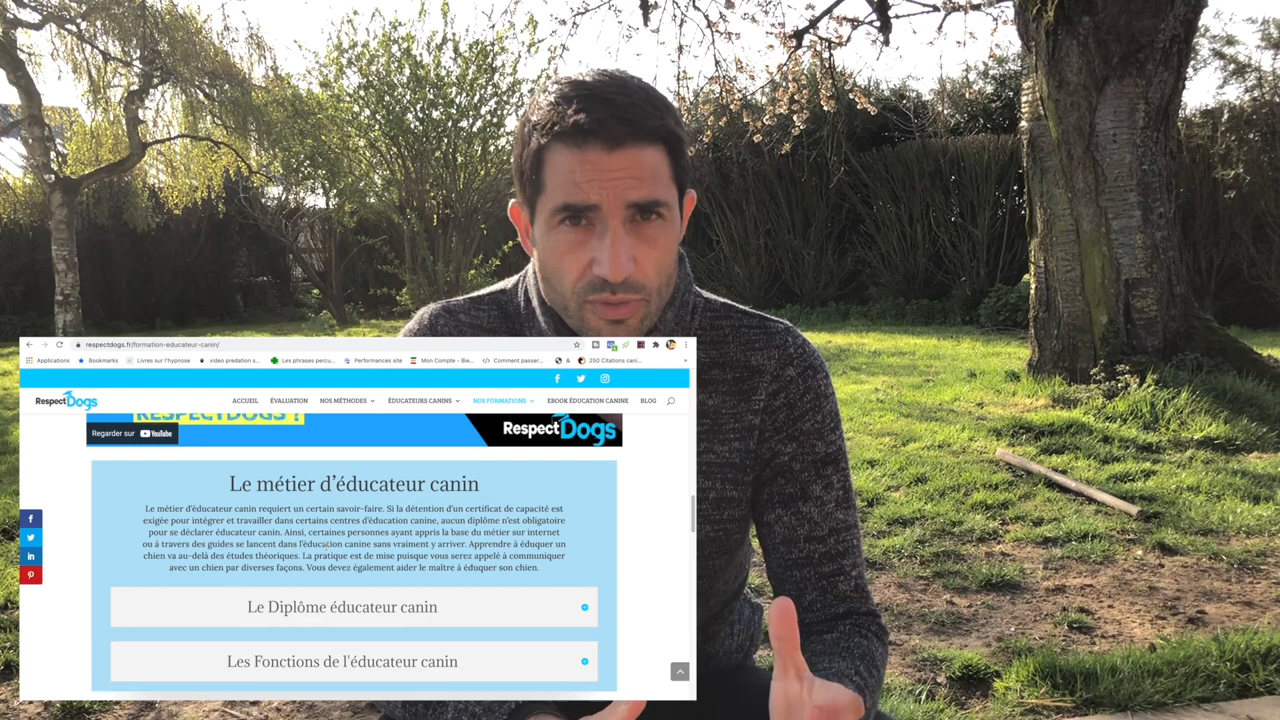 respectdogs.fr/formation-educateur-canin/
Applications Bookmarks Livres sur l'hypnose video predation s... Les phrases percu... Performances site Mon Compte - Bie... Comment passer... & 250 Citations cani... »
Respect Dogs ACCUEIL ÉVALUATION NOS MÉTHODES ÉDUCATEURS CANINS NOS FORMATIONS EBOOK ÉDUCATION CANINE BLOG
RESPECTDOGS ?
Regarder sur YouTube
Respect Dogs
Le métier d'éducateur canin
Le métier d'éducateur canin requiert un certain savoir-faire. Si la détention d'un certificat de capacité est
exigée pour intégrer et travailler dans certains centres d'éducation canine, aucun diplôme n'est obligatoire
pour se déclarer éducateur canin. Ainsi, certaines personnes ayant appris la base du métier sur internet
ou à travers des guides se lancent dans l'éducation canine sans vraiment y arriver. Apprendre à éduquer un
chien va au-delà des études théoriques. La pratique est de mise puisque vous serez appelé à communiquer
avec un chien par diverses façons. Vous devez également aider le maître à éduquer son chien.
Le Diplôme éducateur canin
Les Fonctions de l'éducateur canin